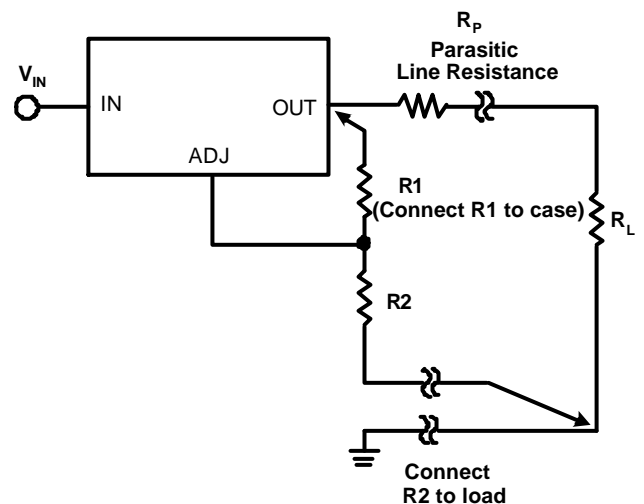 R_P
Parasitic
Line Resistance
V_IN
IN
OUT
ADJ
R1
(Connect R1 to case)
R_L
R2
Connect
R2 to load